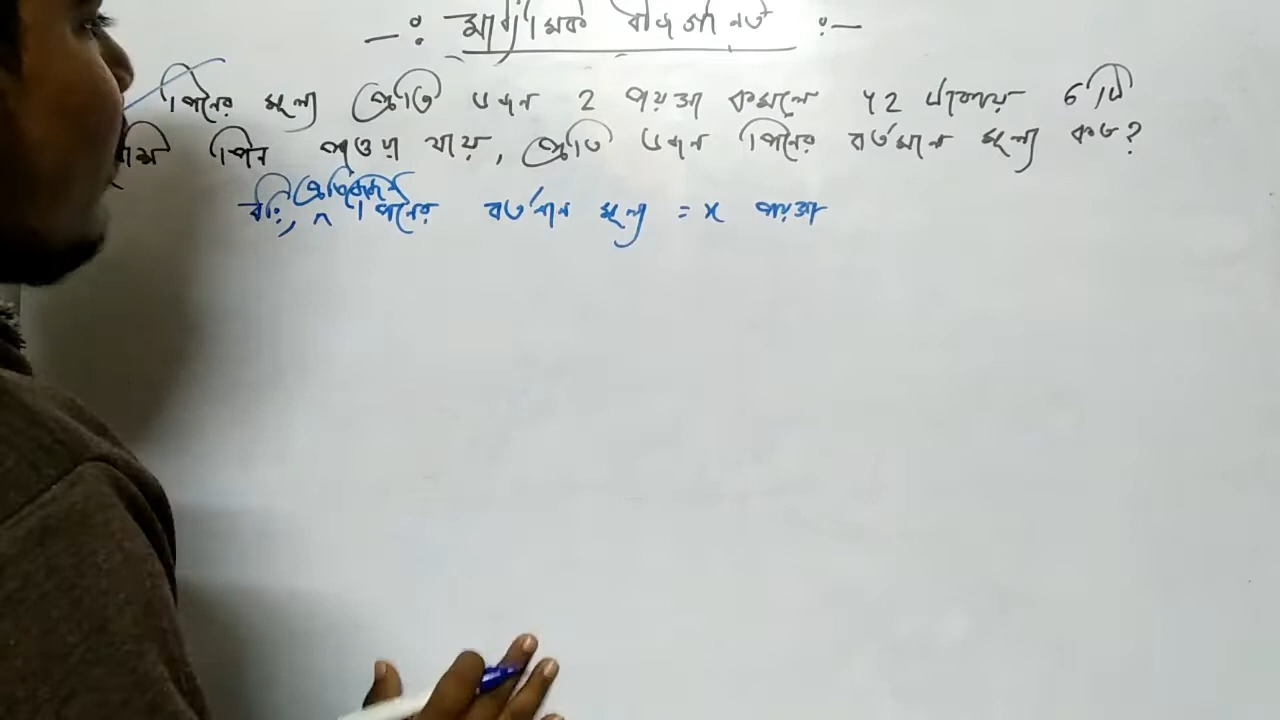 —: মাধ্যমিক বীজগণিত :—
পেনের মূল্য প্রতি ডজন 2 পয়সা কমলে 42 টাকায় 6 টি
বেশি পেন পাওয়া যায়, প্রতি ডজন পেনের বর্তমান মূল্য কত?
ধরি, প্রতি ডজন পেনের বর্তমান মূল্য = x পয়সা